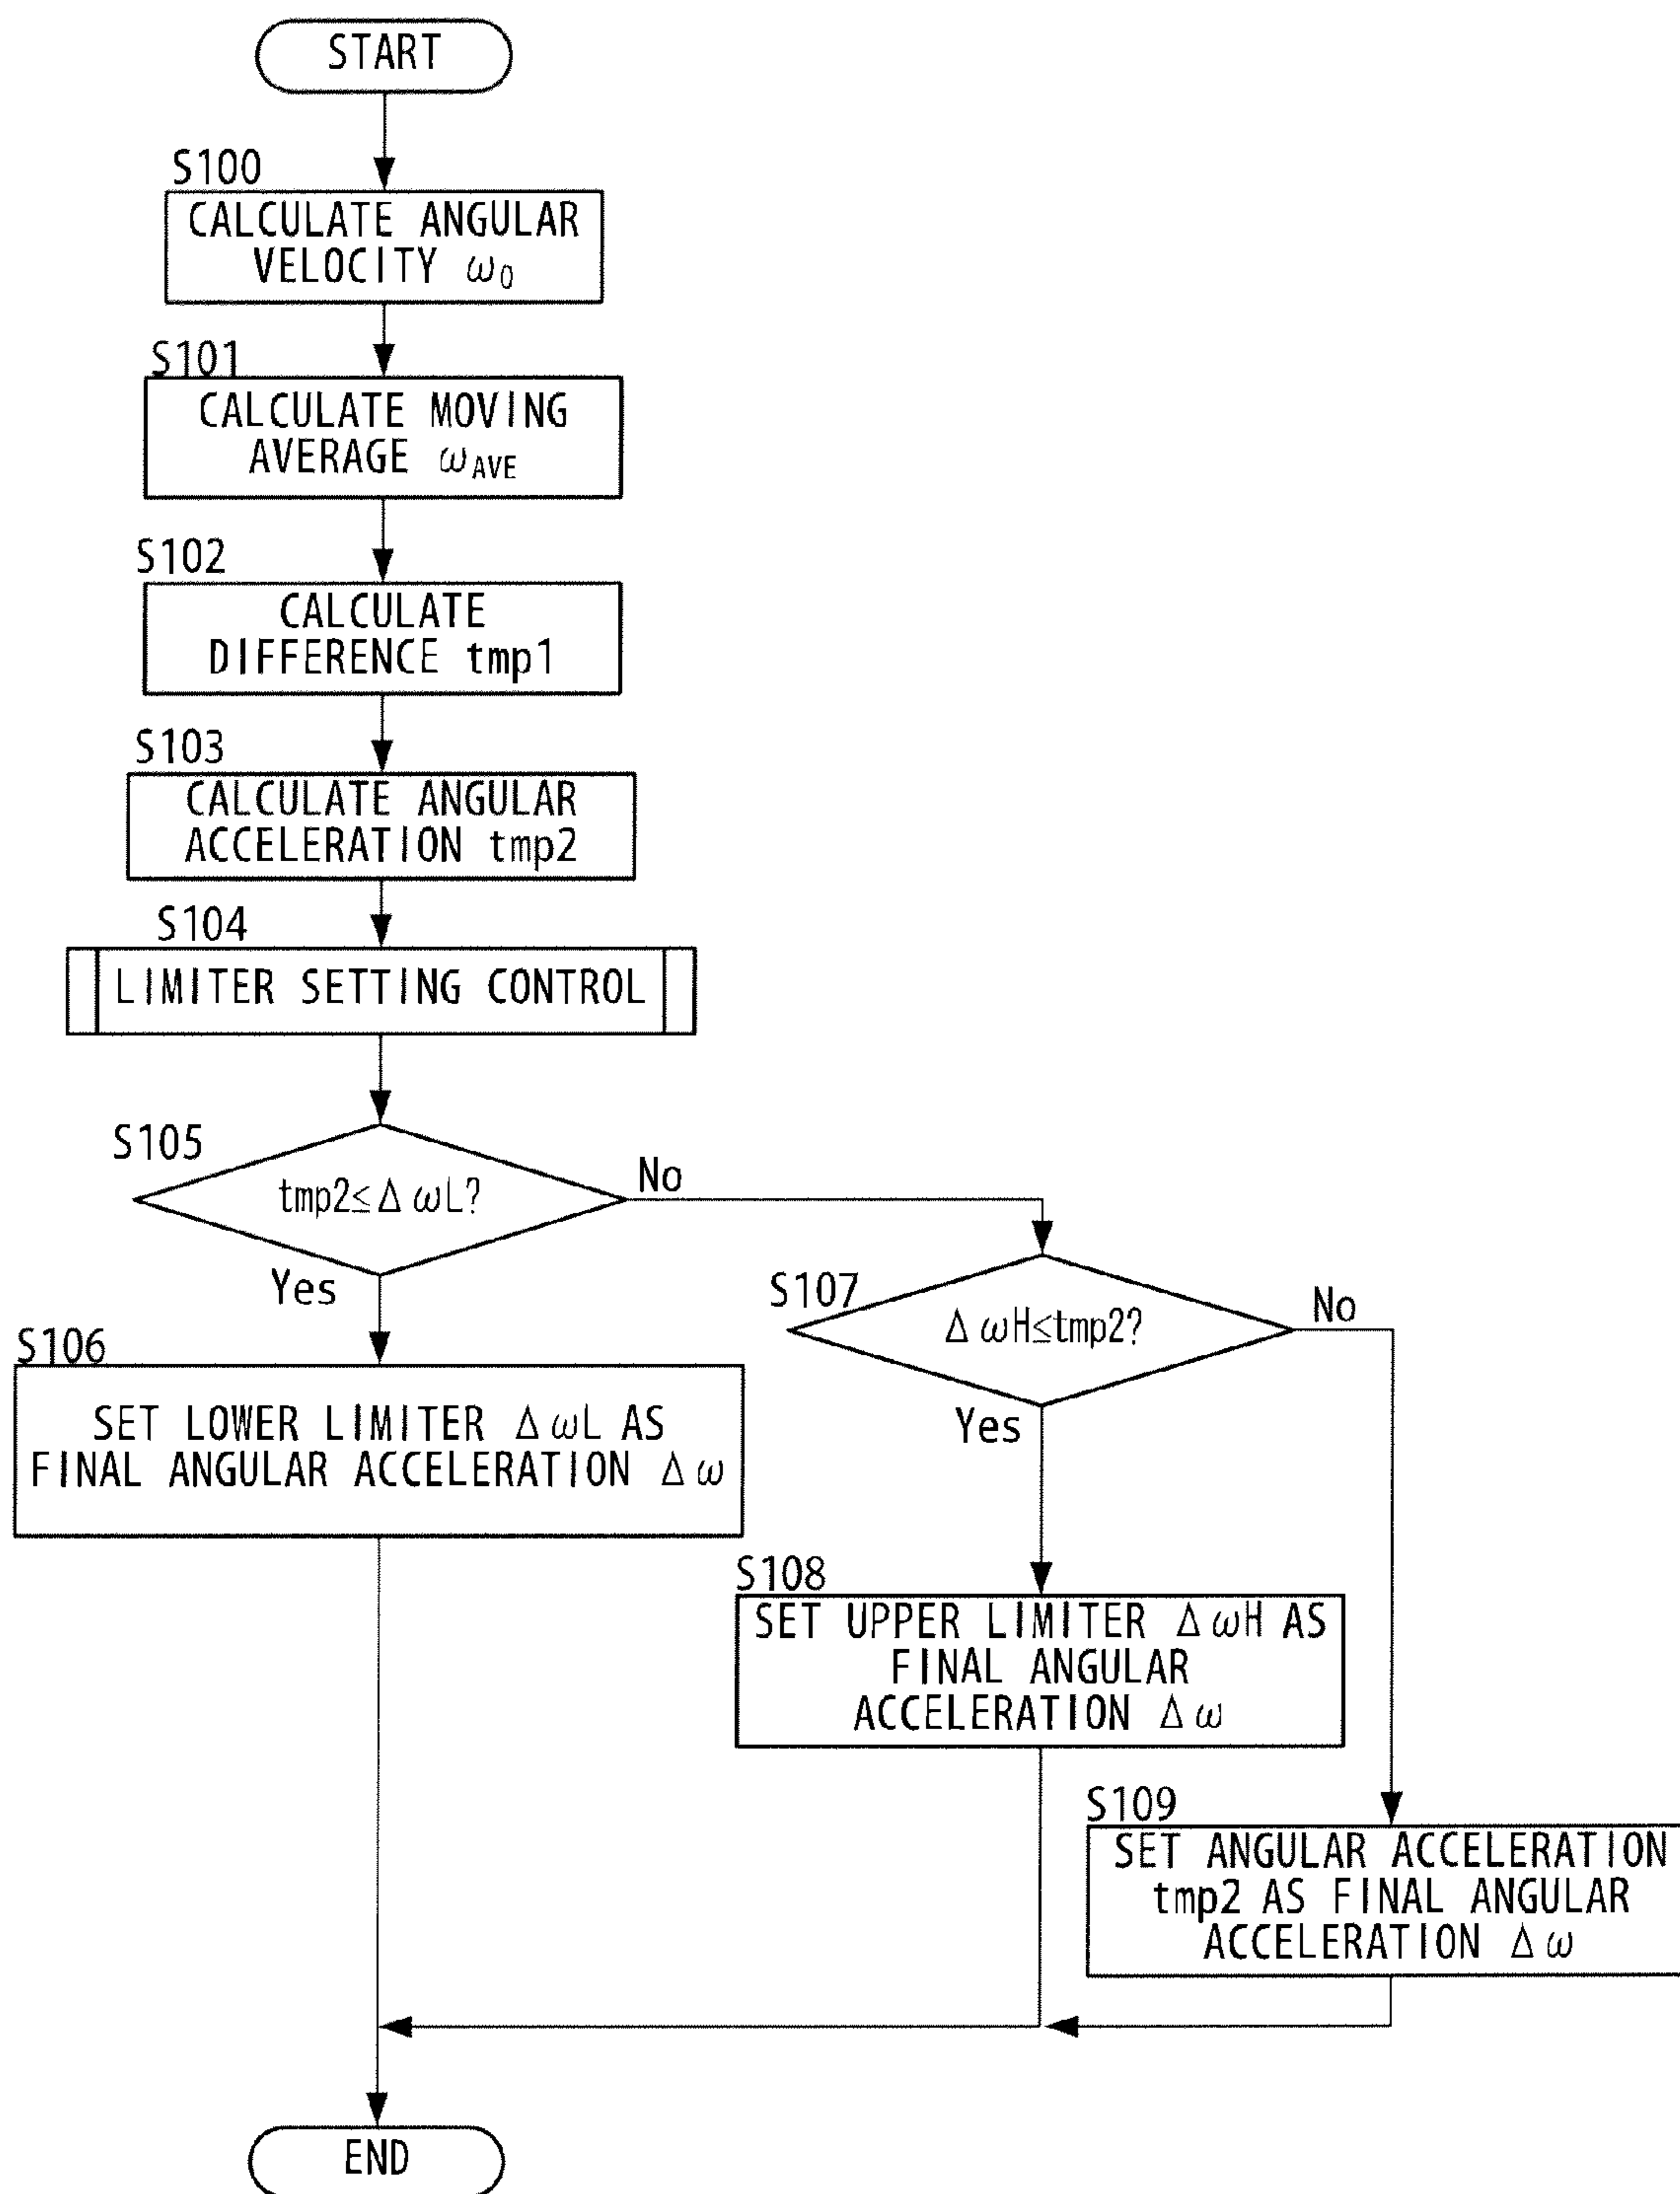 START
S100
CALCULATE ANGULAR
VELOCITY ω₀
S101
CALCULATE MOVING
AVERAGE ωAVE
S102
CALCULATE
DIFFERENCE tmp1
S103
CALCULATE ANGULAR
ACCELERATION tmp2
S104
LIMITER SETTING CONTROL
S105
tmp2≤ΔωL?
No
Yes
S106
SET LOWER LIMITER ΔωL AS
FINAL ANGULAR ACCELERATION Δω
S107
ΔωH≤tmp2?
No
Yes
S108
SET UPPER LIMITER ΔωH AS
FINAL ANGULAR
ACCELERATION Δω
S109
SET ANGULAR ACCELERATION
tmp2 AS FINAL ANGULAR
ACCELERATION Δω
END